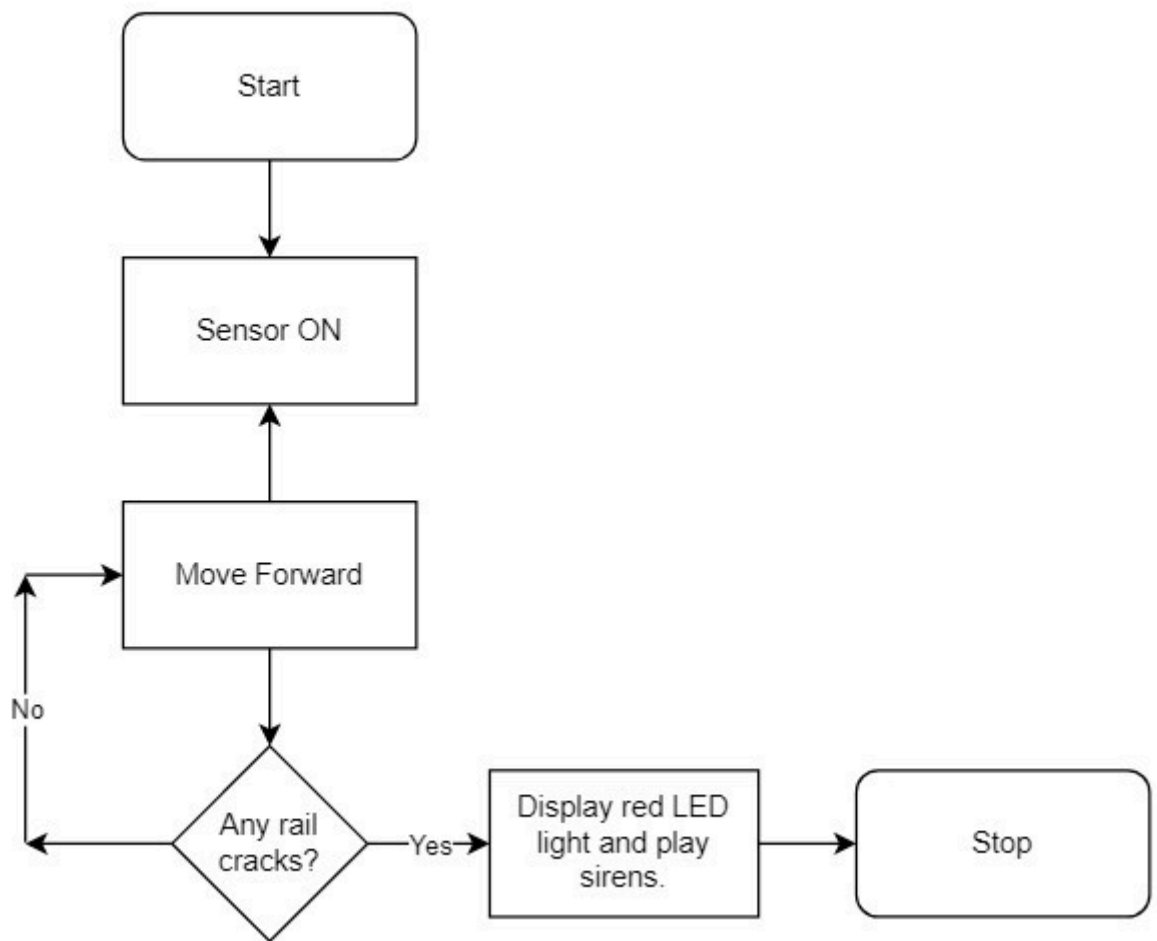 Start
Sensor ON
Move Forward
No
Any rail
cracks?
Yes
Display red LED
light and play
sirens.
Stop